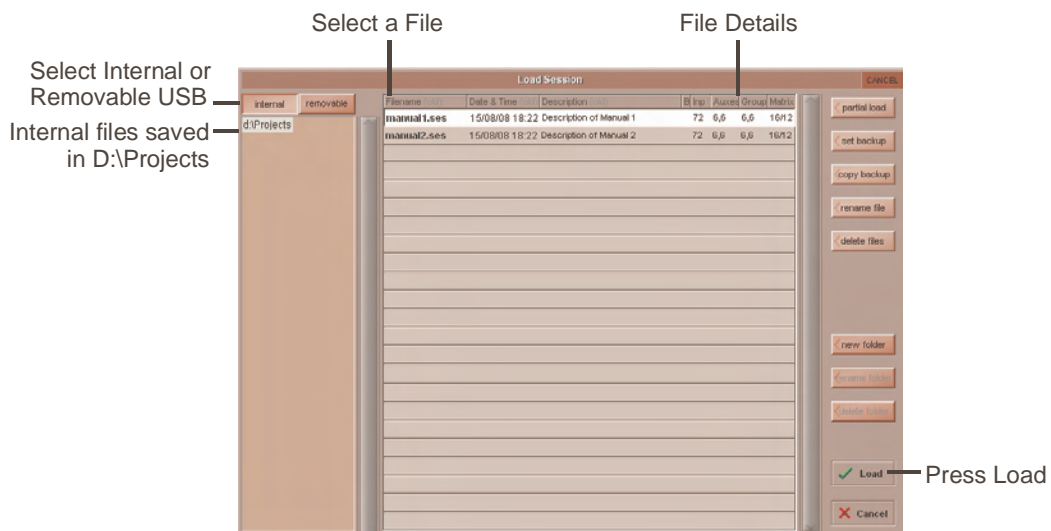 Select a File
File Details
Select Internal or
Removable USB
Internal files saved
in D:\Projects
Load Session
CANCEL
internal
removable
Filename
Date & Time
Description
B Inp Auxes Group Matrix
d:\Projects
manual1.ses 15/08/08 18:22 Description of Manual 1 72 6,6 6,6 16/12
manual2.ses 15/08/08 18:22 Description of Manual 2 72 6,6 6,6 16/12
partial load
set backup
copy backup
rename file
delete files
new folder
rename folder
delete folder
Load
Press Load
Cancel